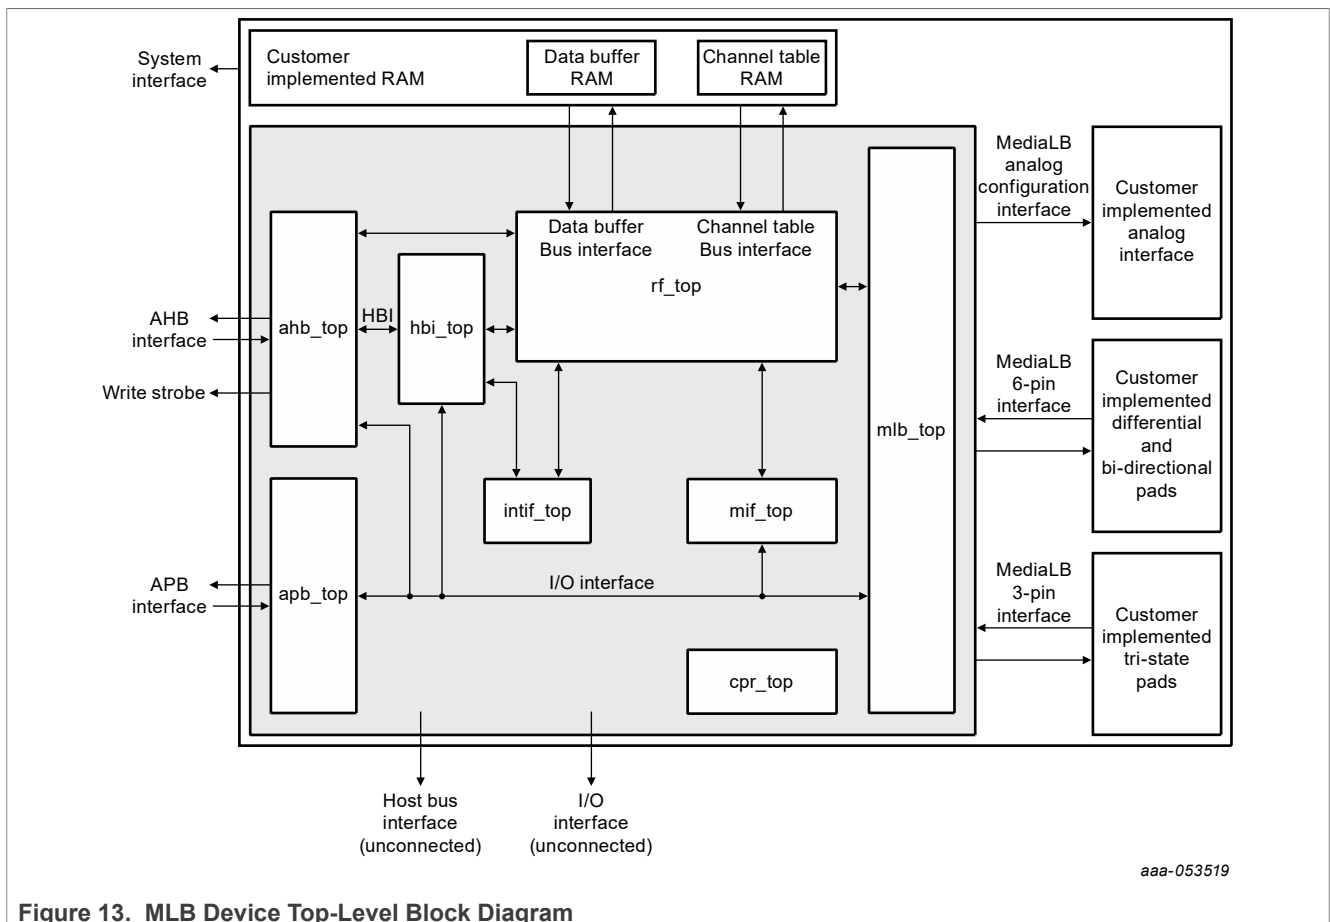 System
interface
Customer
implemented RAM
Data buffer
RAM
Channel table
RAM
MediaLB
analog
configuration
interface
Customer
implemented
analog
interface
Data buffer
Bus interface
Channel table
Bus interface
rf_top
AHB
interface
ahb_top
HBI
hbi_top
Write strobe
mlb_top
MediaLB
6-pin
interface
Customer
implemented
differential
and
bi-directional
pads
intif_top
mif_top
APB
interface
apb_top
I/O interface
MediaLB
3-pin
interface
Customer
implemented
tri-state
pads
cpr_top
Host bus
interface
(unconnected)
I/O
interface
(unconnected)
aaa-053519
Figure 13. MLB Device Top-Level Block Diagram